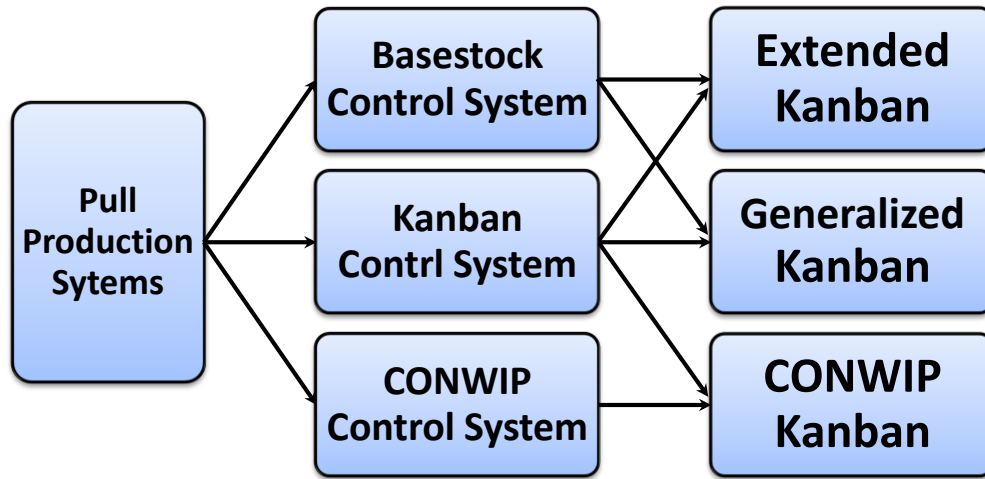 Pull
Production
Sytems
Basestock
Control System
Kanban
Contrl System
CONWIP
Control System
Extended
Kanban
Generalized
Kanban
CONWIP
Kanban